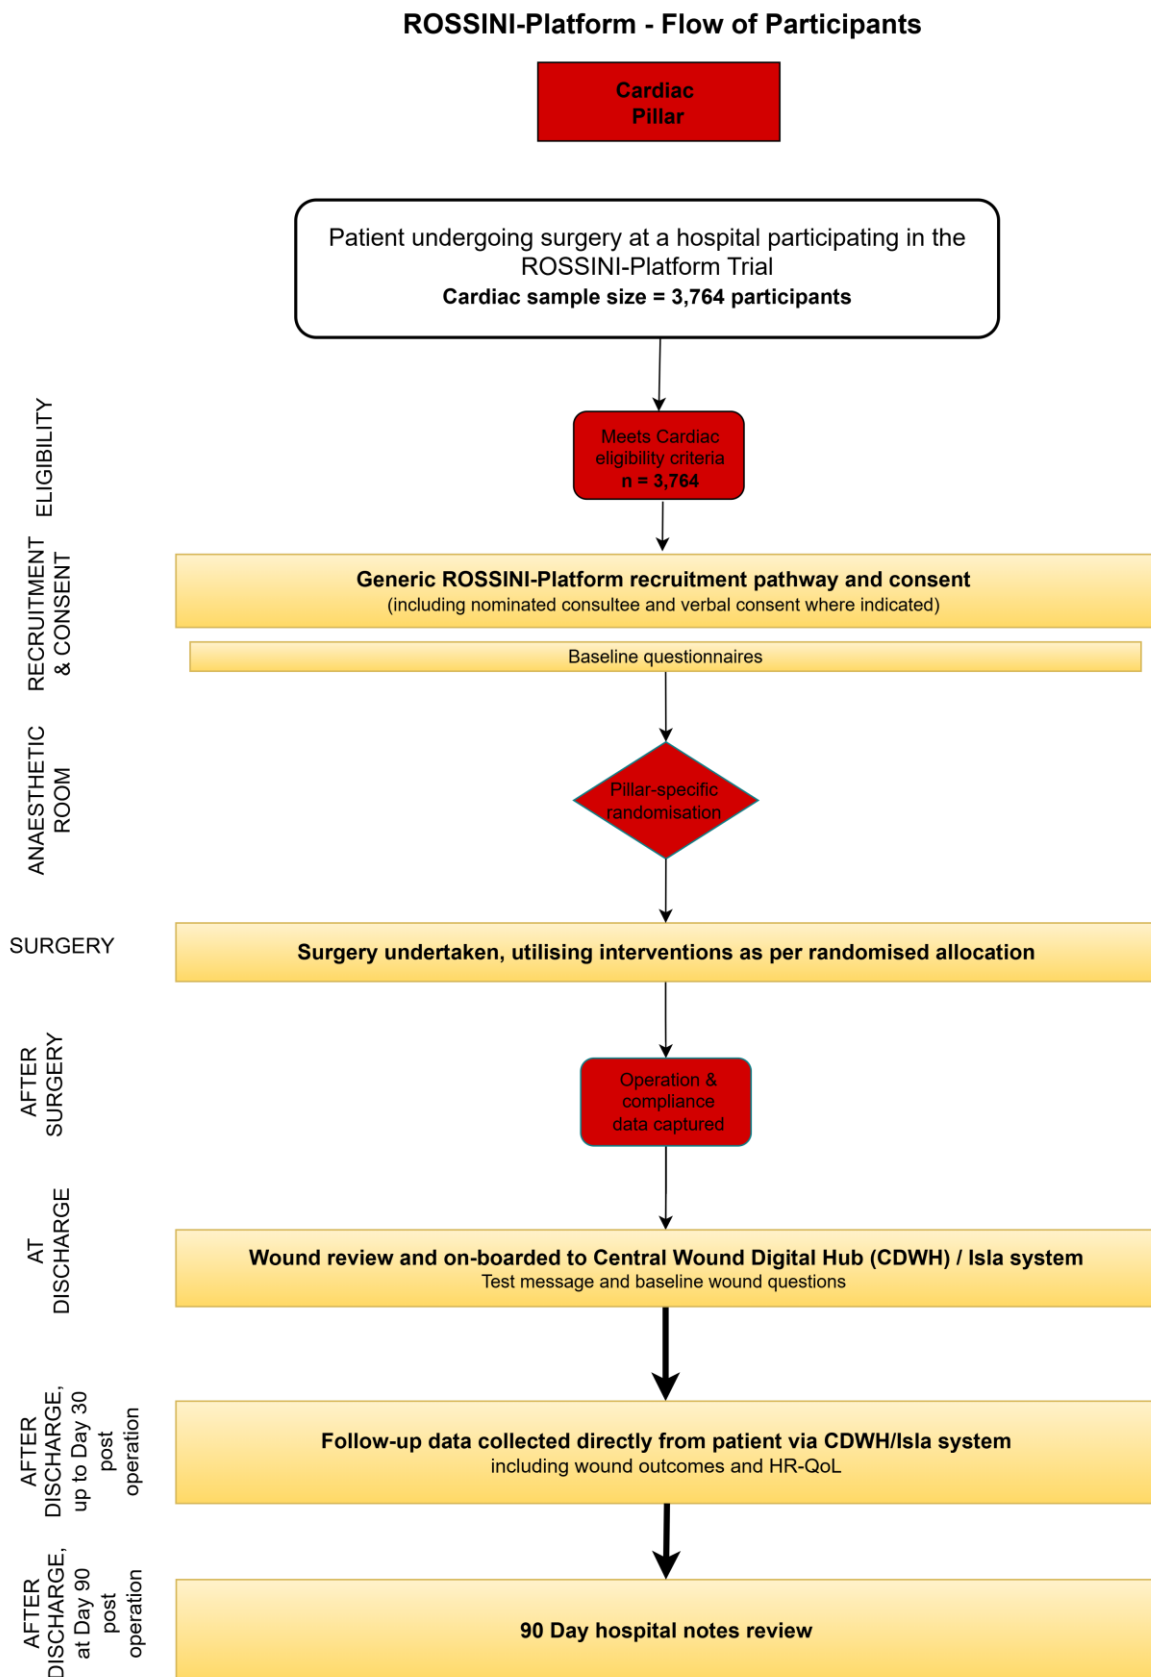 ROSSINI-Platform - Flow of Participants
Cardiac
Pillar
Patient undergoing surgery at a hospital participating in the
ROSSINI-Platform Trial
Cardiac sample size = 3,764 participants
ELIGIBILITY
Meets Cardiac
eligibility criteria
n = 3,764
RECRUITMENT
& CONSENT
Generic ROSSINI-Platform recruitment pathway and consent
(including nominated consultee and verbal consent where indicated)
Baseline questionnaires
ANAESTHETIC
ROOM
Pillar-specific
randomisation
SURGERY
Surgery undertaken, utilising interventions as per randomised allocation
AFTER
SURGERY
Operation &
compliance
data captured
AT
DISCHARGE
Wound review and on-boarded to Central Wound Digital Hub (CDWH) / Isla system
Test message and baseline wound questions
AFTER
DISCHARGE,
up to Day 30
post
operation
Follow-up data collected directly from patient via CDWH/Isla system
including wound outcomes and HR-QoL
AFTER
DISCHARGE,
at Day 90
post
operation
90 Day hospital notes review